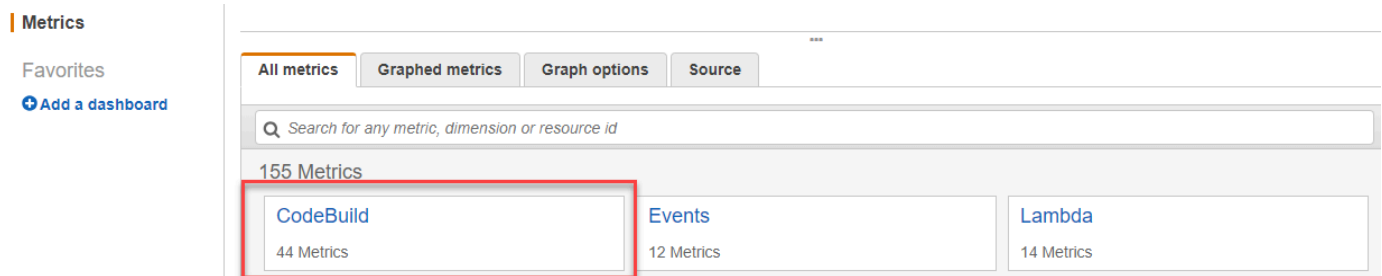 Metrics
Favorites
Add a dashboard
All metrics Graphed metrics Graph options Source
Search for any metric, dimension or resource id
155 Metrics
CodeBuild Events Lambda
44 Metrics 12 Metrics 14 Metrics